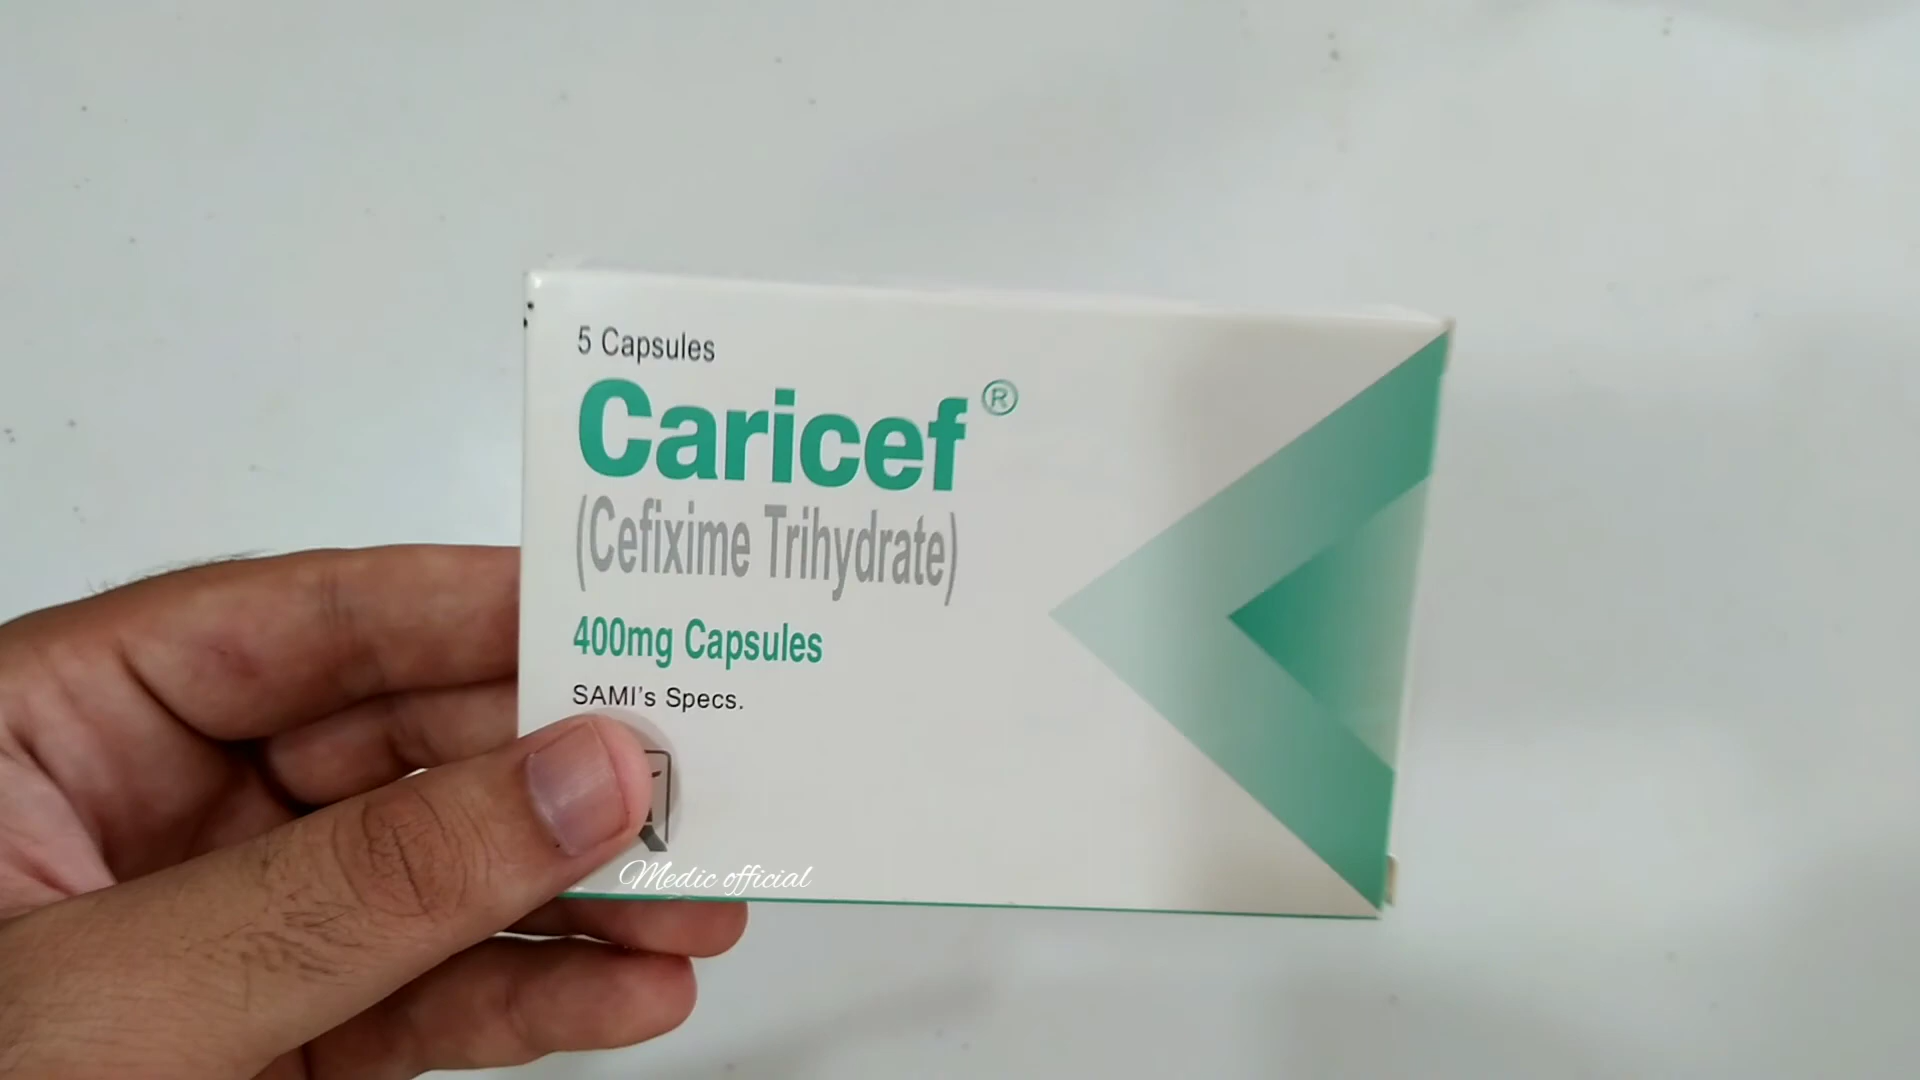 5 Capsules
Caricef®
(Cefixime Trihydrate)
400mg Capsules
SAMI's Specs.
Medic official